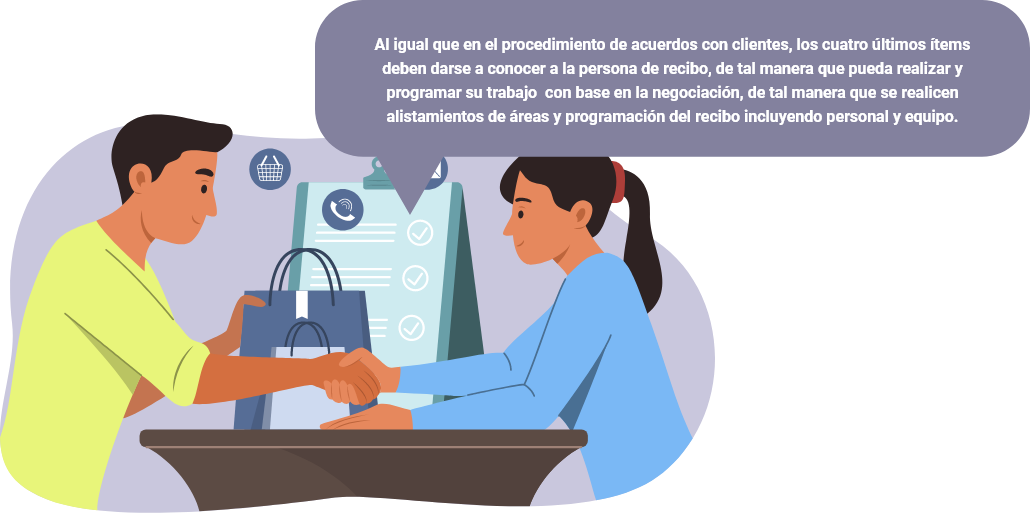 Al igual que en el procedimiento de acuerdos con clientes, los cuatro últimos ítems
deben darse a conocer a la persona de recibo, de tal manera que pueda realizar y
programar su trabajo  con base en la negociación, de tal manera que se realicen
alistamientos de áreas y programación del recibo incluyendo personal y equipo.